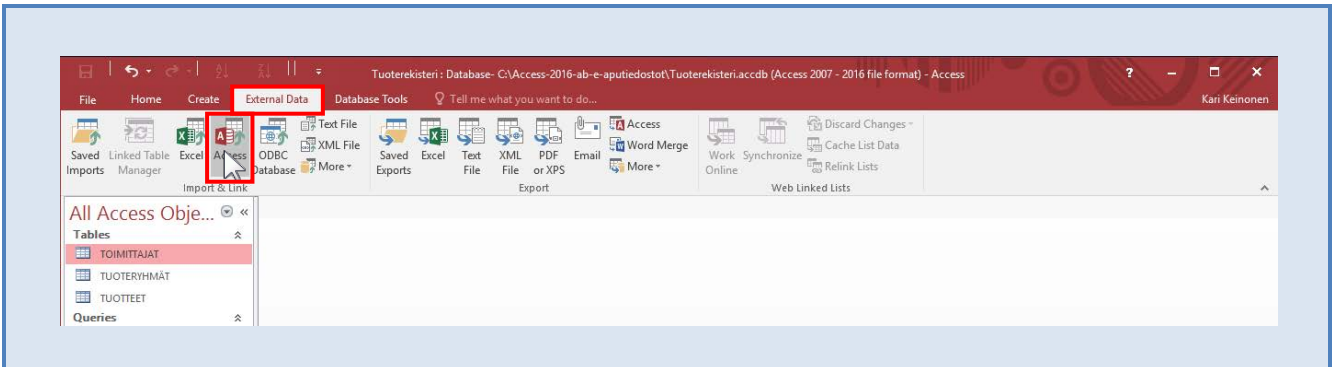 Tuoterekisteri : Database- C:\Access-2016-ab-e-aputiedostot\Tuoterekisteri.accdb (Access 2007 - 2016 file format) - Access
File Home Create External Data Database Tools Tell me what you want to do... Kari Keinonen
Saved Imports
Linked Table Manager
Excel
Access
ODBC Database
Text File
XML File
More
Import & Link
Saved Exports
Excel
Text File
XML File
PDF or XPS
Email
Access
Word Merge
More
Export
Work Online
Synchronize
Discard Changes
Cache List Data
Relink Lists
Web Linked Lists
All Access Obje...
Tables
TOIMITTAJAT
TUOTERYHMÄT
TUOTTEET
Queries